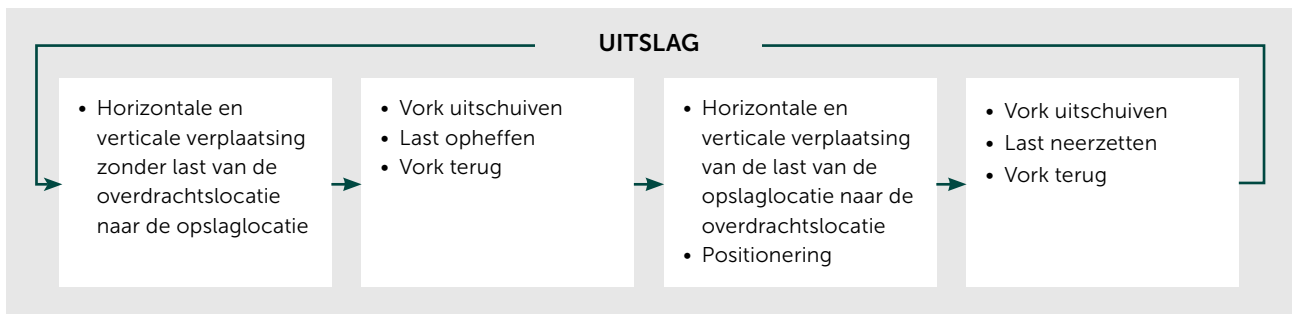 UITSLAG
• Horizontale en
verticale verplaatsing
zonder last van de
overdrachtslocatie
naar de opslaglocatie
• Vork uitschuiven
• Last opheffen
• Vork terug
• Horizontale en
verticale verplaatsing
van de last van de
opslaglocatie naar de
overdrachtslocatie
• Positionering
• Vork uitschuiven
• Last neerzetten
• Vork terug